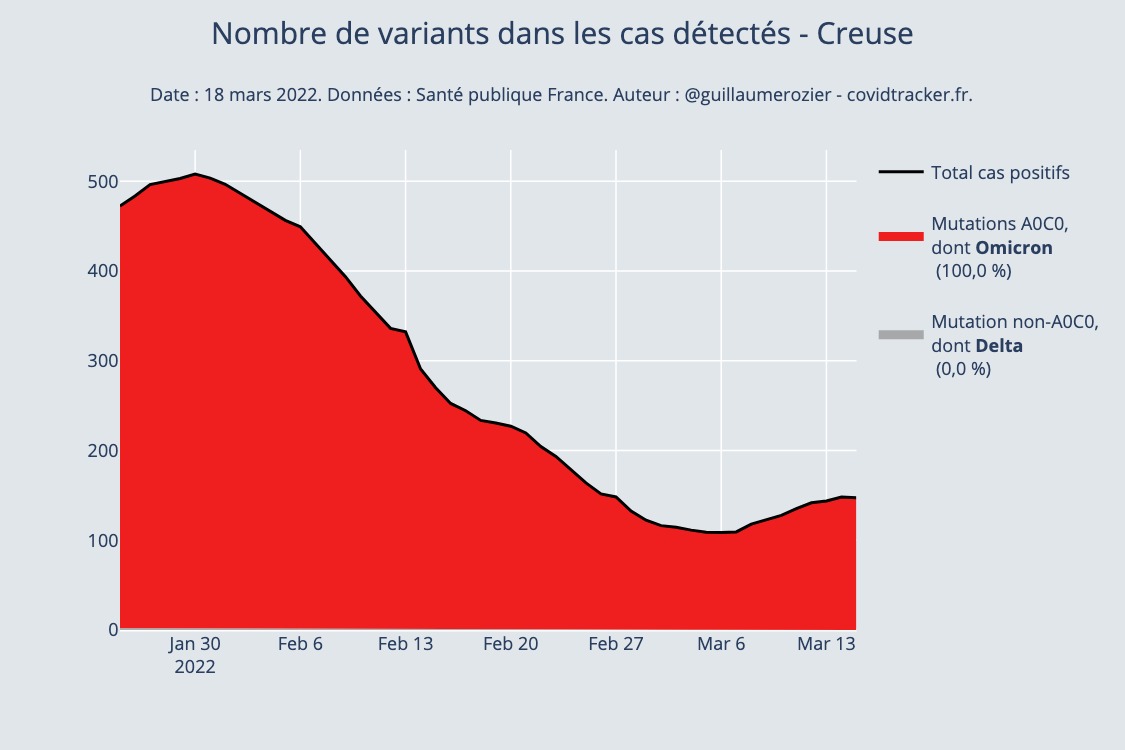 Nombre de variants dans les cas détectés - Creuse
Date : 18 mars 2022. Données : Santé publique France. Auteur : @guillaumerozier - covidtracker.fr.
500
400
300
200
100
0
Jan 30
2022
Feb 6
Feb 13
Feb 20
Feb 27
Mar 6
Mar 13
Total cas positifs
Mutations A0C0,
dont Omicron
(100,0 %)
Mutation non-A0C0,
dont Delta
(0,0 %)